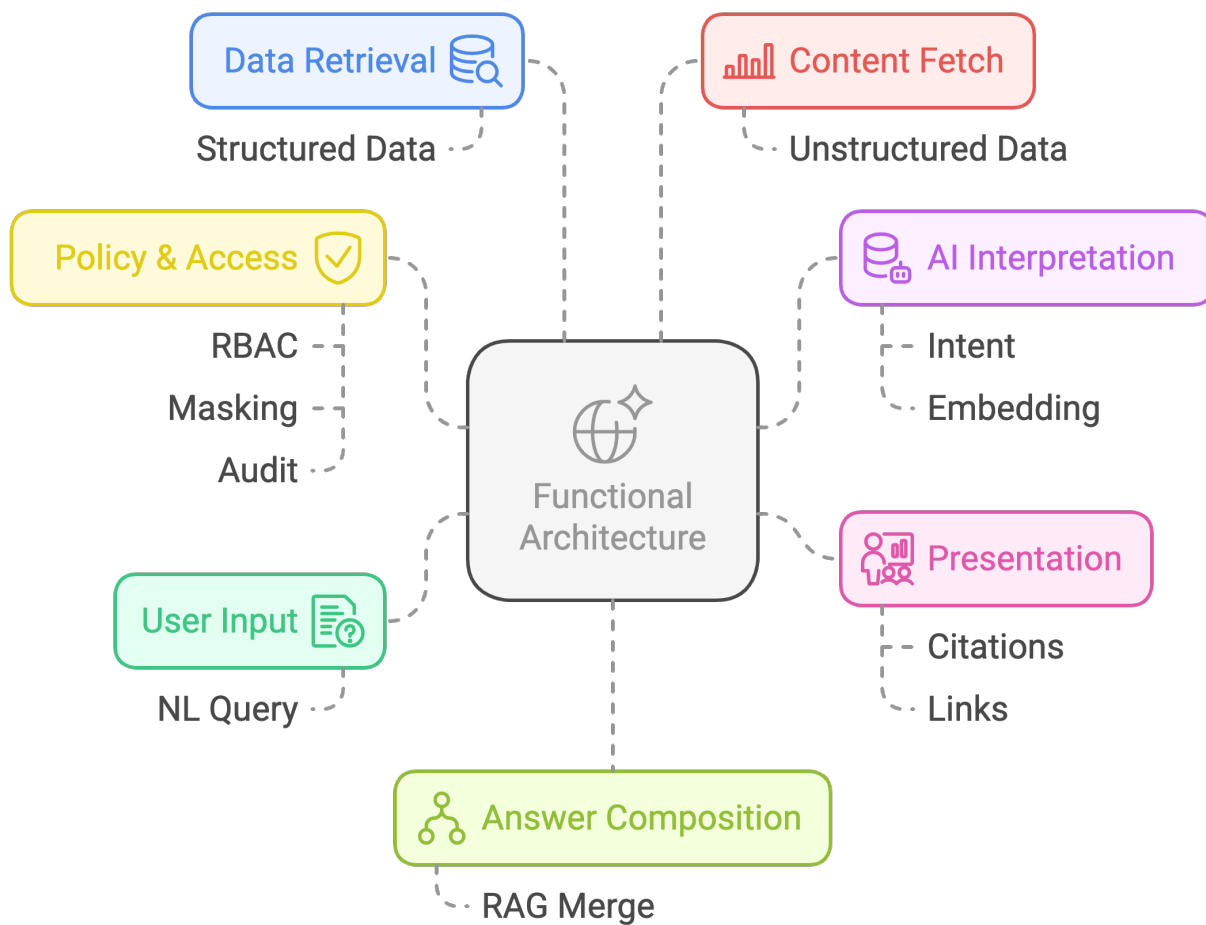 Data Retrieval
Structured Data
Content Fetch
Unstructured Data
Policy & Access
RBAC
Masking
Audit
AI Interpretation
Intent
Embedding
Functional
Architecture
User Input
NL Query
Presentation
Citations
Links
Answer Composition
RAG Merge